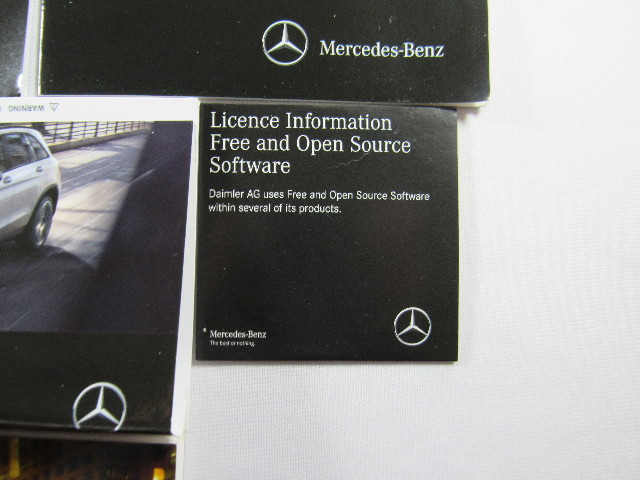 Mercedes-Benz
WARNING
Licence Information
Free and Open Source
Software
Daimler AG uses Free and Open Source Software
within several of its products.
Mercedes-Benz
The best or nothing.